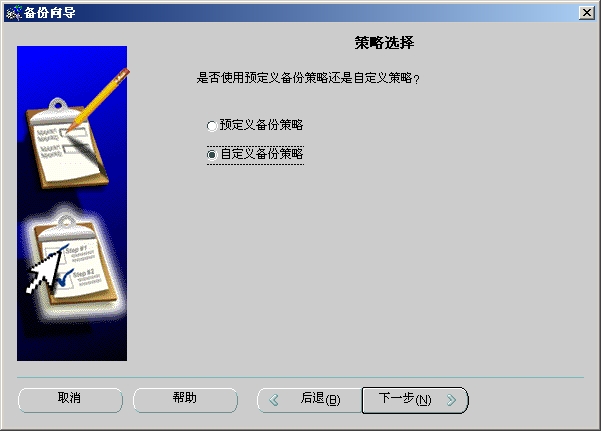 备份向导
策略选择
是否使用预定义备份策略还是自定义策略?
预定义备份策略
自定义备份策略
Step #1
Step #2
取消
帮助
后退(B)
下一步(N)